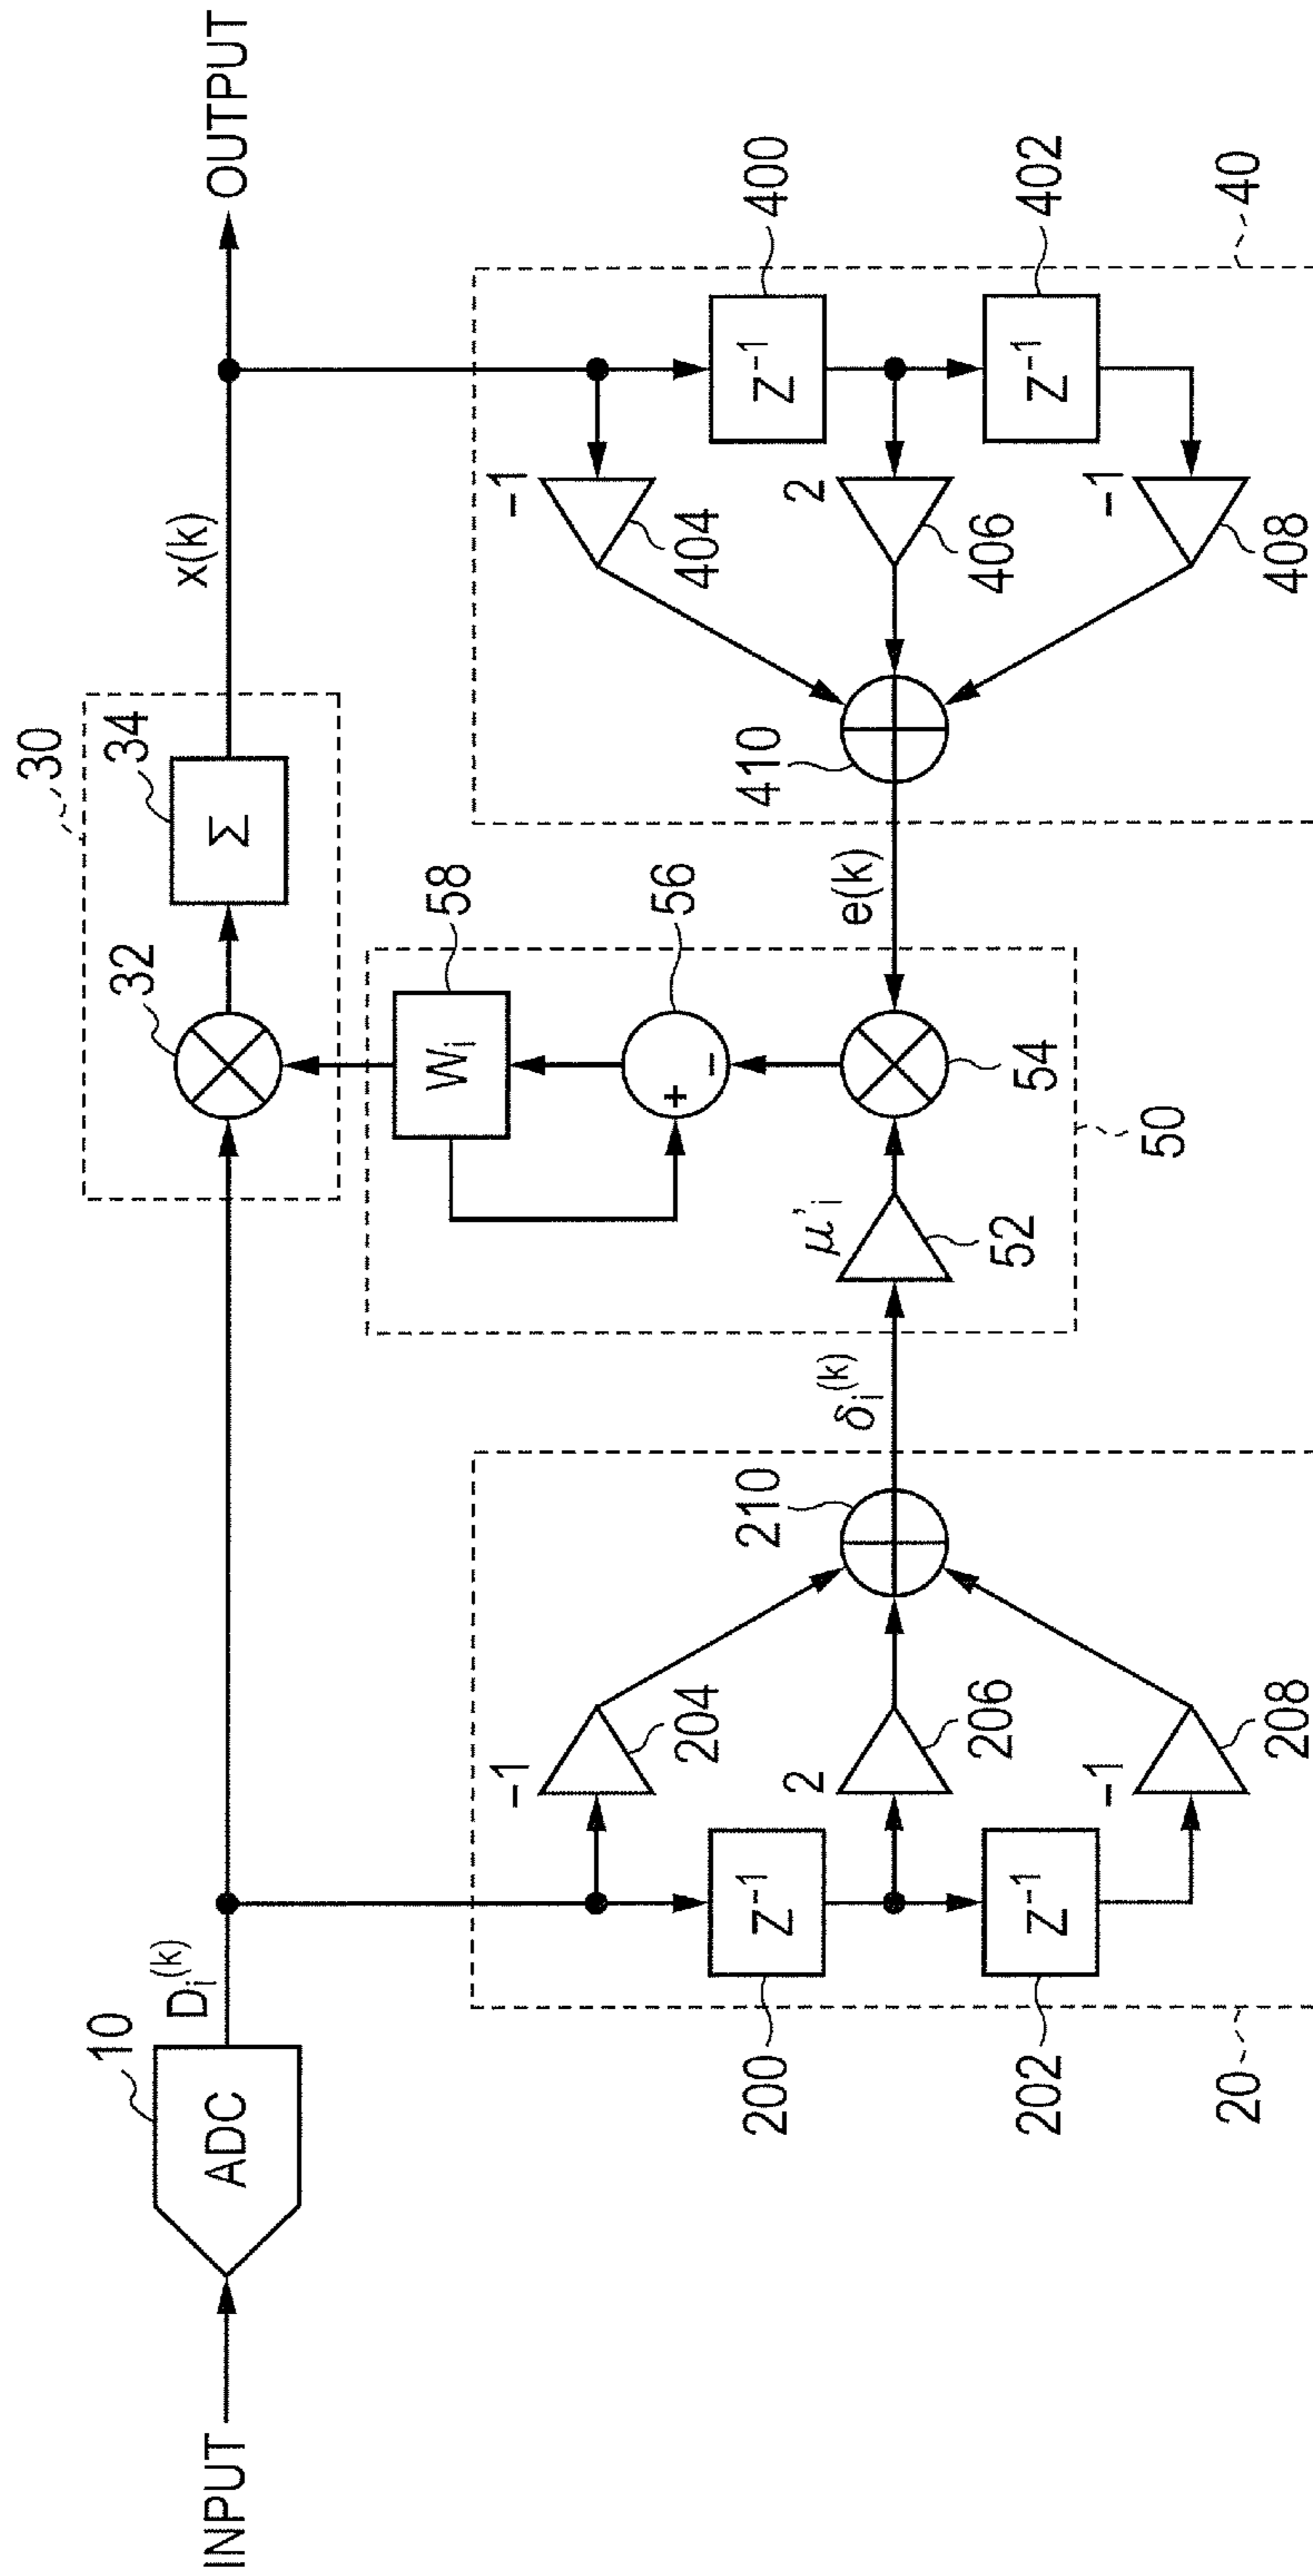 INPUT
10
ADC
D_i^(k)
30
32
34
Σ
x(k)
OUTPUT
58
W_i
56
+
−
54
μ'_i
52
50
δ_i^(k)
e(k)
−1
204
Z^−1
200
2
206
210
Z^−1
202
−1
208
20
−1
404
Z^−1
400
2
406
410
Z^−1
402
−1
408
40